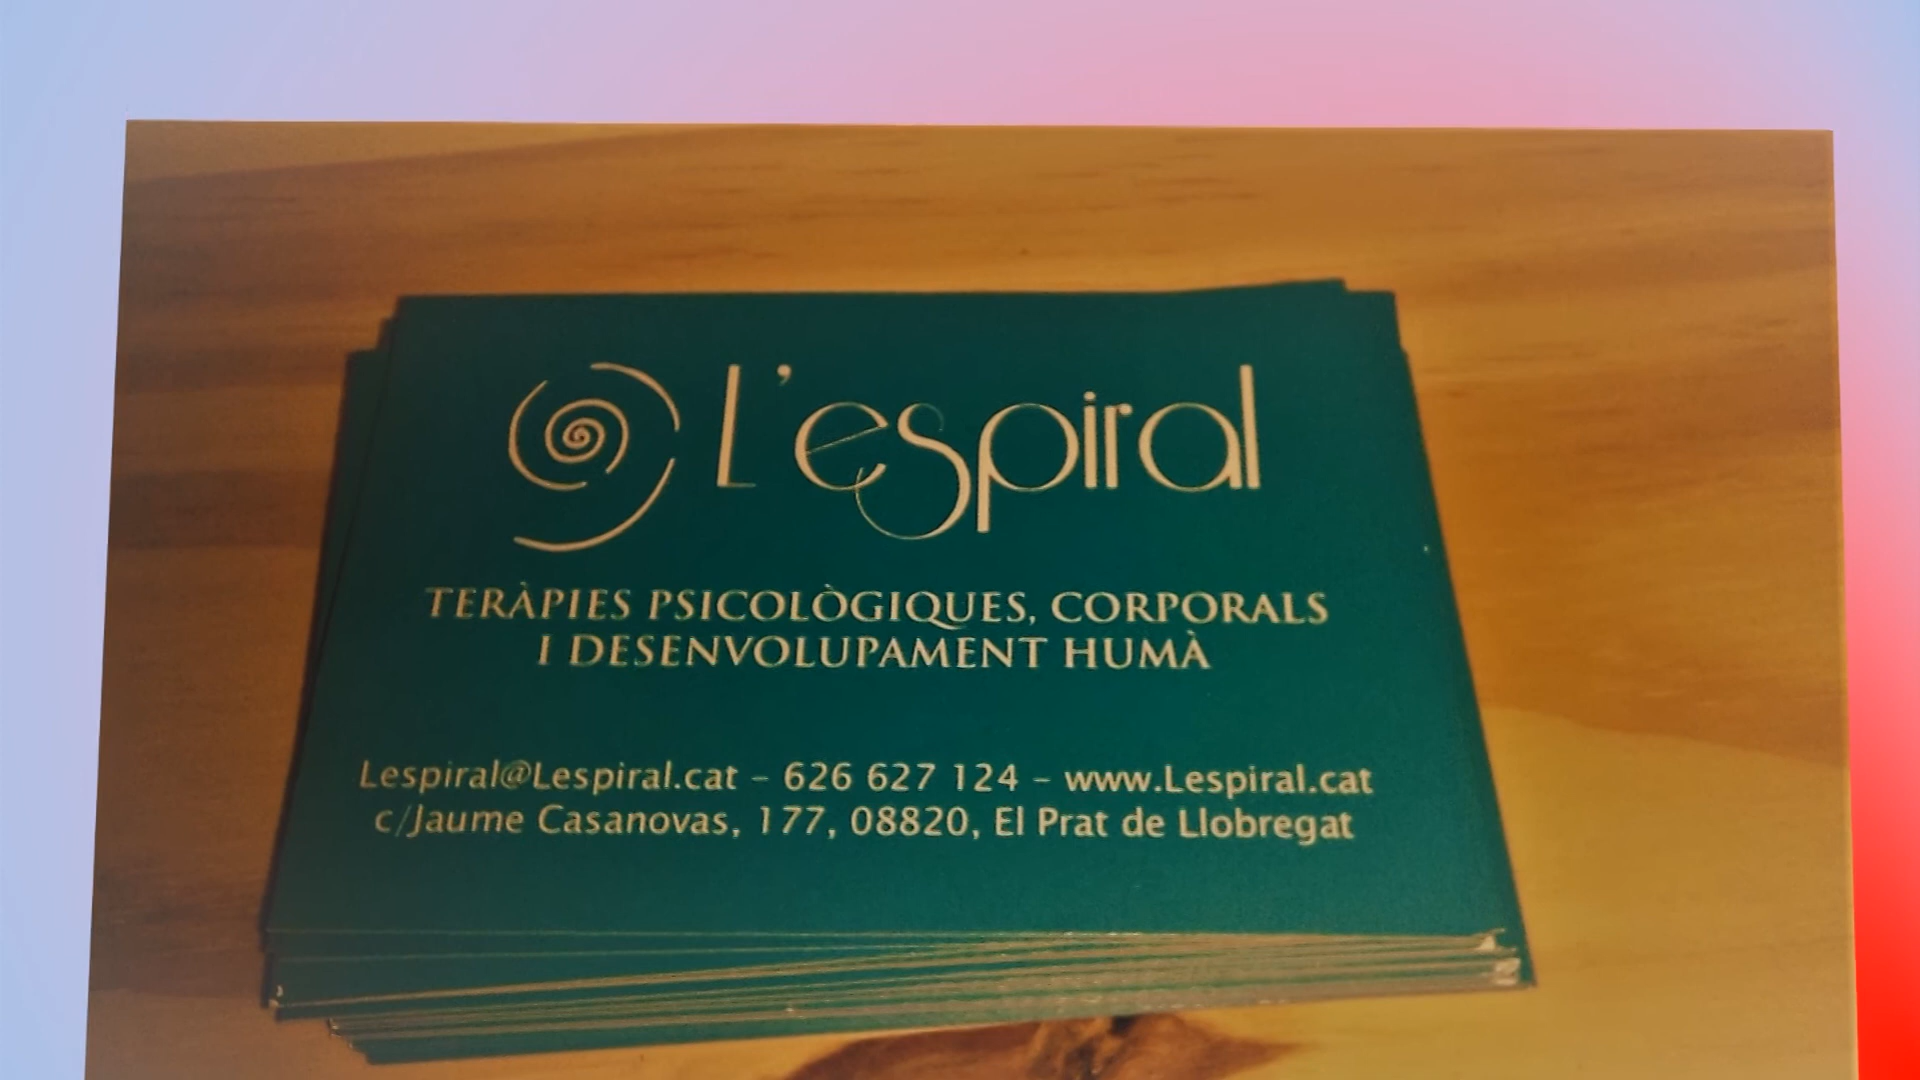 L'espiral
TERÀPIES PSICOLÒGIQUES, CORPORALS
I DESENVOLUPAMENT HUMÀ
Lespiral@Lespiral.cat – 626 627 124 – www.Lespiral.cat
c/Jaume Casanovas, 177, 08820, El Prat de Llobregat